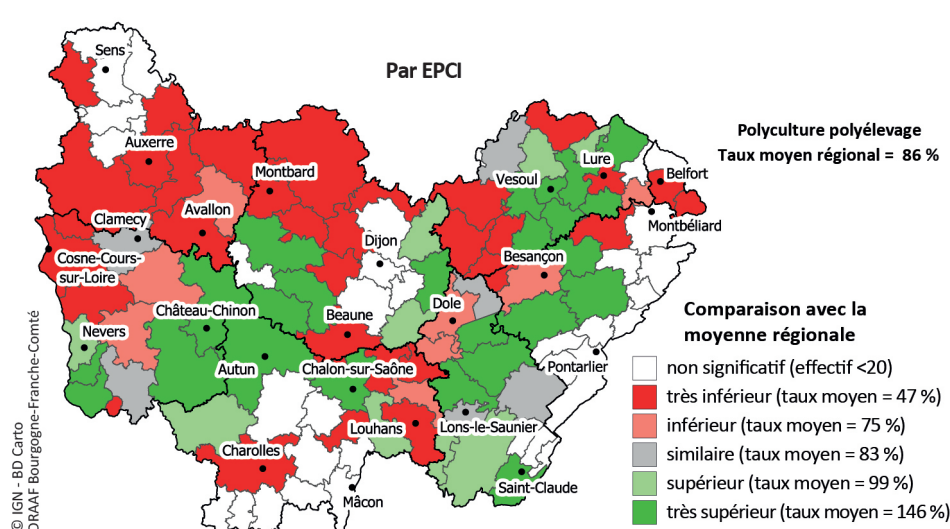 Par EPCI
Polyculture polyélevage
Taux moyen régional = 86 %
Sens
Auxerre
Montbard
Avallon
Clamecy
Cosne-Cours-
sur-Loire
Château-Chinon
Nevers
Autun
Dijon
Beaune
Chalon-sur-Saône
Louhans
Charolles
Mâcon
Vesoul
Lure
Belfort
Montbéliard
Besançon
Dole
Pontarlier
Lons-le-Saunier
Saint-Claude
Comparaison avec la
moyenne régionale
non significatif (effectif <20)
très inférieur (taux moyen = 47 %)
inférieur (taux moyen = 75 %)
similaire (taux moyen = 83 %)
supérieur (taux moyen = 99 %)
très supérieur (taux moyen = 146 %)
© IGN - BD Carto
DRAAF Bourgogne-Franche-Comté